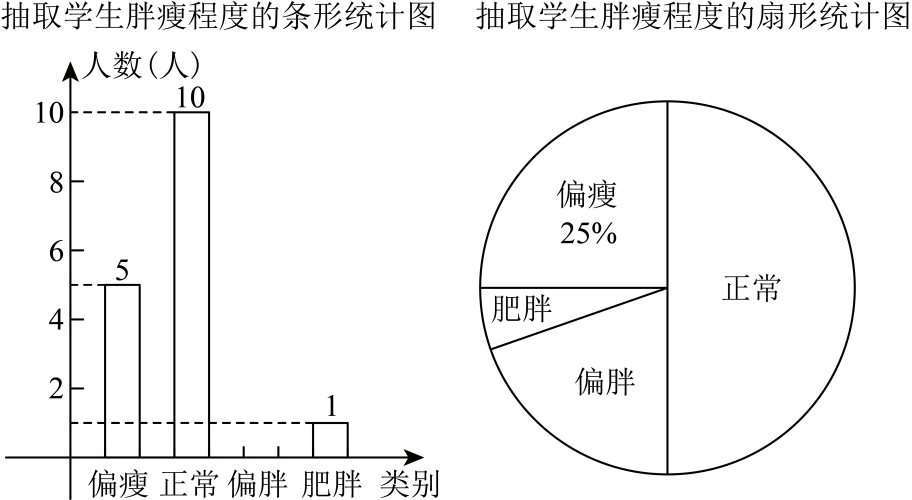 抽取学生胖瘦程度的条形统计图
人数(人)
10
8
6
4
2
5
10
1
偏瘦 正常 偏胖 肥胖 类别
抽取学生胖瘦程度的扇形统计图
偏瘦
25%
正常
肥胖
偏胖